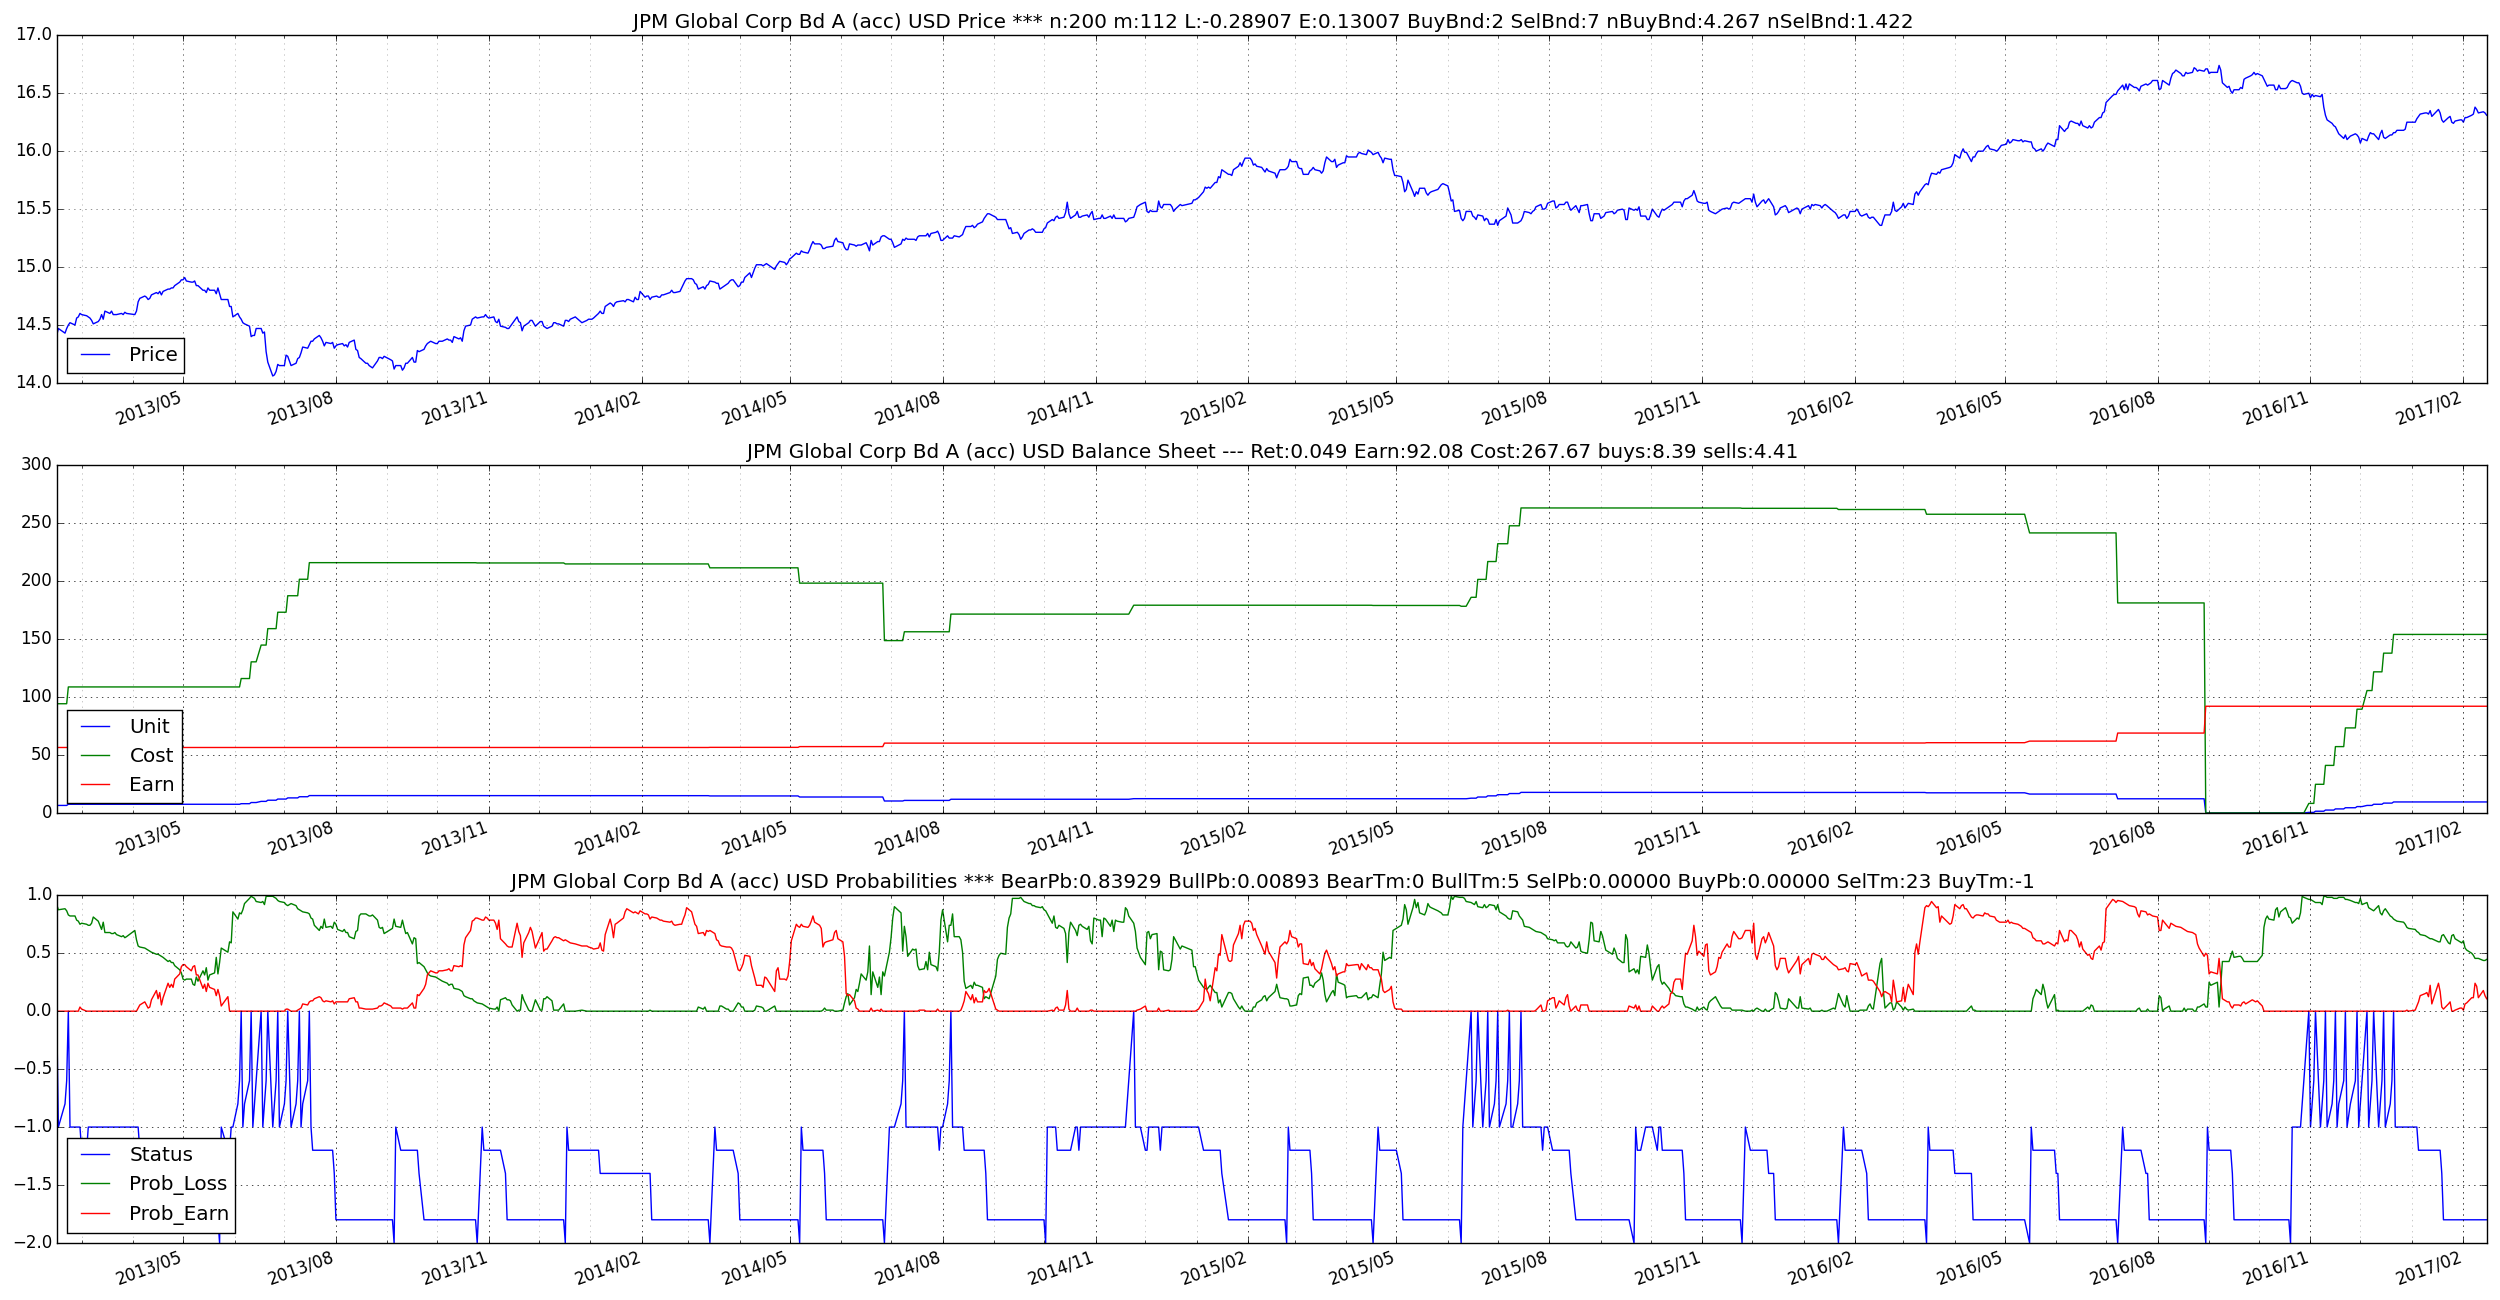 JPM Global Corp Bd A (acc) USD Price *** n:200 m:112 L:-0.28907 E:0.13007 BuyBnd:2 SelBnd:7 nBuyBnd:4.267 nSelBnd:1.422
17.0
16.5
16.0
15.5
15.0
14.5
14.0
Price
2013/05 2013/08 2013/11 2014/02 2014/05 2014/08 2014/11 2015/02 2015/05 2015/08 2015/11 2016/02 2016/05 2016/08 2016/11 2017/02
JPM Global Corp Bd A (acc) USD Balance Sheet --- Ret:0.049 Earn:92.08 Cost:267.67 buys:8.39 sells:4.41
300
250
200
150
100
50
0
Unit
Cost
Earn
2013/05 2013/08 2013/11 2014/02 2014/05 2014/08 2014/11 2015/02 2015/05 2015/08 2015/11 2016/02 2016/05 2016/08 2016/11 2017/02
JPM Global Corp Bd A (acc) USD Probabilities *** BearPb:0.83929 BullPb:0.00893 BearTm:0 BullTm:5 SelPb:0.00000 BuyPb:0.00000 SelTm:23 BuyTm:-1
1.0
0.5
0.0
−0.5
−1.0
−1.5
−2.0
Status
Prob_Loss
Prob_Earn
2013/05 2013/08 2013/11 2014/02 2014/05 2014/08 2014/11 2015/02 2015/05 2015/08 2015/11 2016/02 2016/05 2016/08 2016/11 2017/02